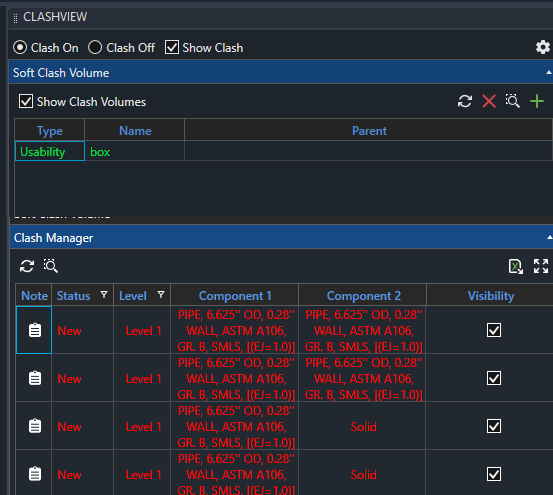 CLASHVIEW
Clash On Clash Off Show Clash
Soft Clash Volume
Show Clash Volumes
Type Name Parent
Usability box
Clash Manager
Note Status Level Component 1 Component 2 Visibility
New Level 1
PIPE, 6.625" OD, 0.28"
WALL, ASTM A106,
GR. B, SMLS, [(EJ=1.0)]
PIPE, 6.625" OD, 0.28"
WALL, ASTM A106,
GR. B, SMLS, [(EJ=1.0)]
New Level 1
PIPE, 6.625" OD, 0.28"
WALL, ASTM A106,
GR. B, SMLS, [(EJ=1.0)]
PIPE, 6.625" OD, 0.28"
WALL, ASTM A106,
GR. B, SMLS, [(EJ=1.0)]
New Level 1
PIPE, 6.625" OD, 0.28"
WALL, ASTM A106,
GR. B, SMLS, [(EJ=1.0)]
Solid
New Level 1
PIPE, 6.625" OD, 0.28"
WALL, ASTM A106,
GR. B, SMLS, [(EJ=1.0)]
Solid